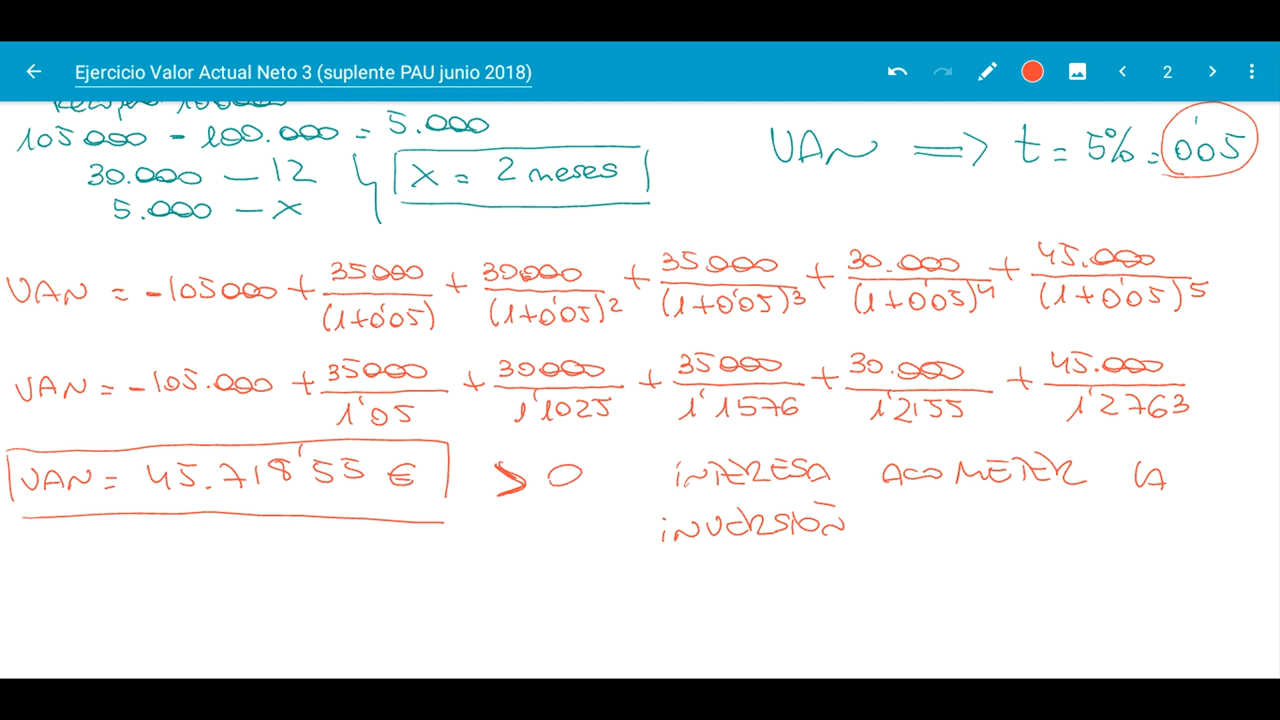 Ejercicio Valor Actual Neto 3 (suplente PAU junio 2018)
2
105000 - 100.000 = 5.000
30.000 - 12
5.000 - x
x = 2 meses
VAN => t = 5% = 0'05
VAN = -105000 + 35000/(1+0'05) + 30.000/(1+0'05)^2 + 35.000/(1+0'05)^3 + 30.000/(1+0'05)^4 + 45.000/(1+0'05)^5
VAN = -105.000 + 35000/1'05 + 30000/1'1025 + 35000/1'1576 + 30.000/1'2155 + 45.000/1'2763
VAN = 45.718'55 € > 0 INTERESA ACOMETER LA
INVERSIÓN